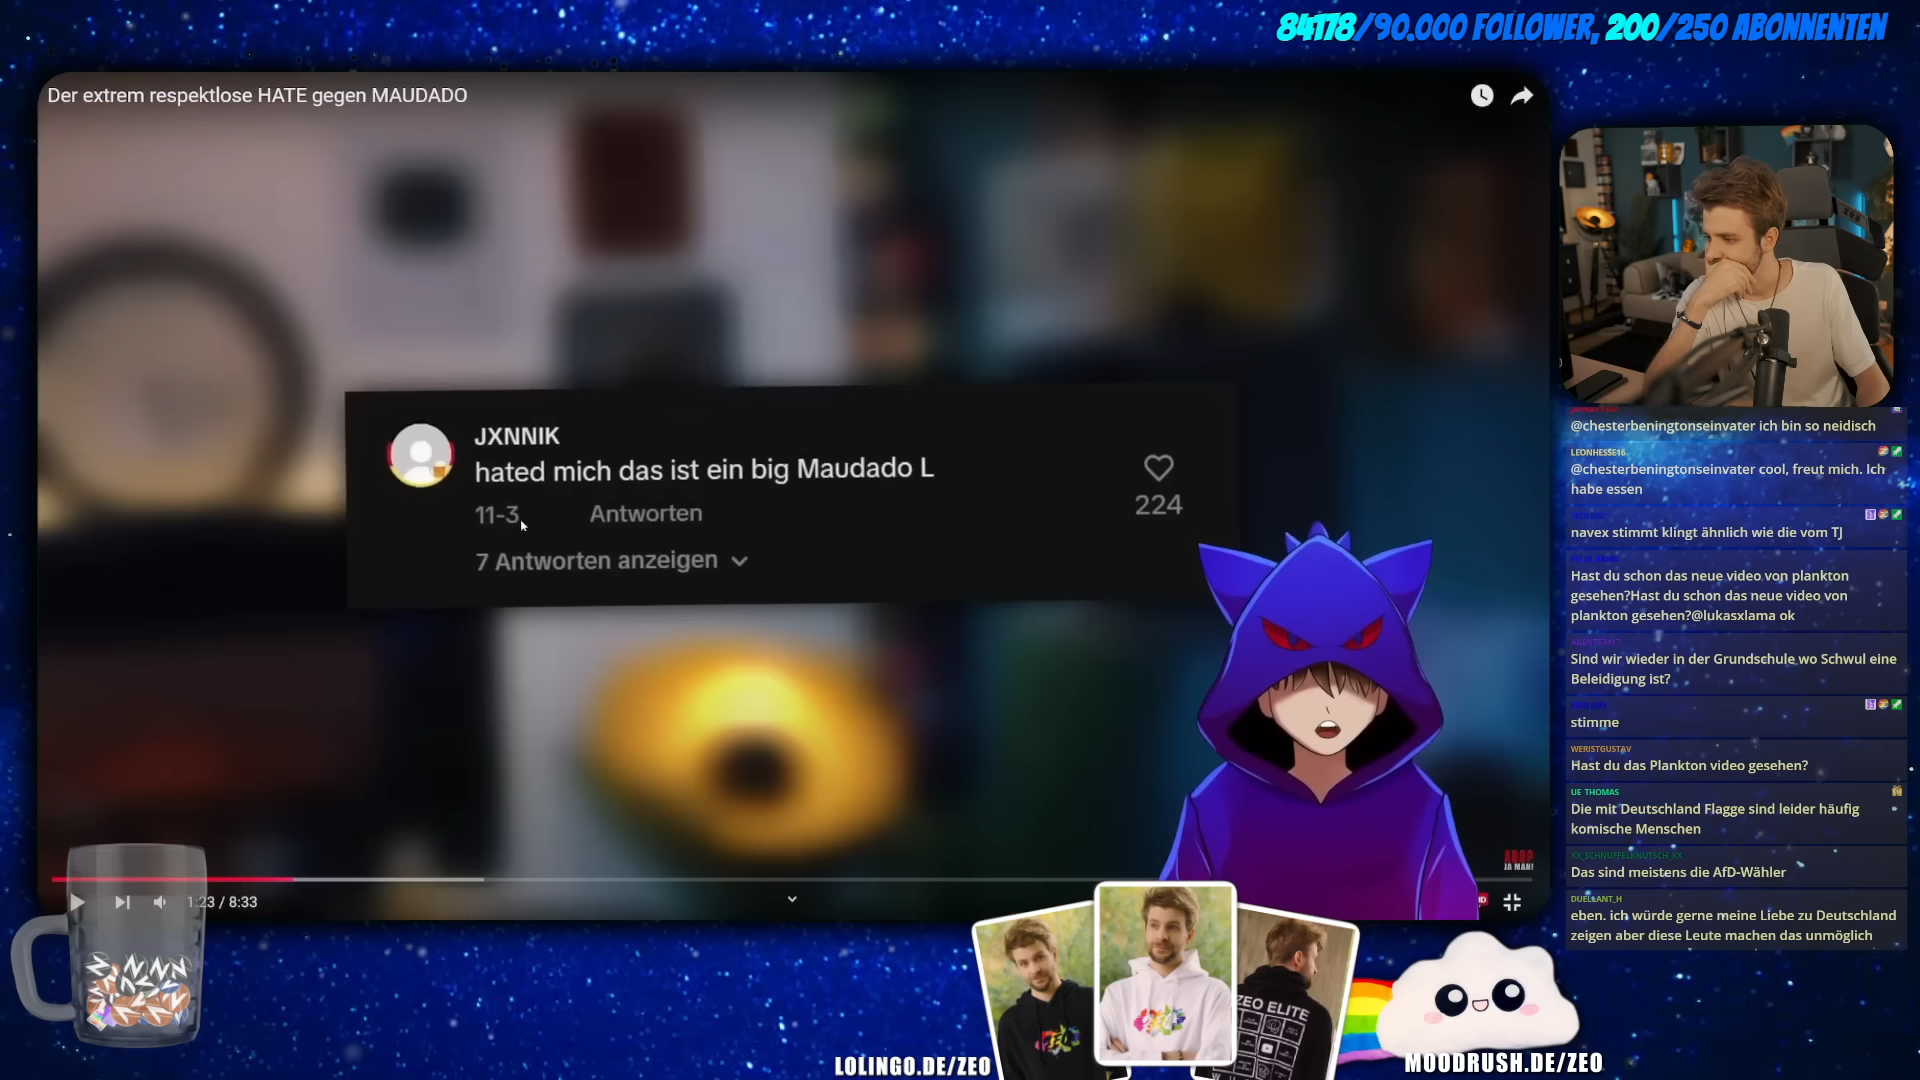 84178/90.000 FOLLOWER, 200/250 ABONNENTEN
Der extrem respektlose HATE gegen MAUDADO
JXNNIK
hated mich das ist ein big Maudado L
11-3
Antworten
224
7 Antworten anzeigen
1:23 / 8:33
@chesterbeningtonseinvater ich bin so neidisch
LEONHESSE16
@chesterbeningtonseinvater cool, freut mich. Ich
habe essen
navex stimmt klingt ähnlich wie die vom TJ
Hast du schon das neue video von plankton
gesehen?Hast du schon das neue video von
plankton gesehen?@lukasxlama ok
Sind wir wieder in der Grundschule wo Schwul eine
Beleidigung ist?
stimme
WERISTGUSTAV
Hast du das Plankton video gesehen?
UE THOMAS
Die mit Deutschland Flagge sind leider häufig
komische Menschen
XX_SCHNUFFELKNUTSCH_XX
Das sind meistens die AfD-Wähler
DUELLANT_H
eben. ich würde gerne meine Liebe zu Deutschland
zeigen aber diese Leute machen das unmöglich
JA MAN!
ZEO ELITE
LOLINGO.DE/ZEO
MOODRUSH.DE/ZEO